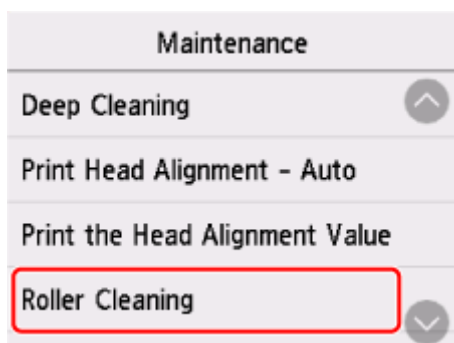 Maintenance
Deep Cleaning
Print Head Alignment - Auto
Print the Head Alignment Value
Roller Cleaning